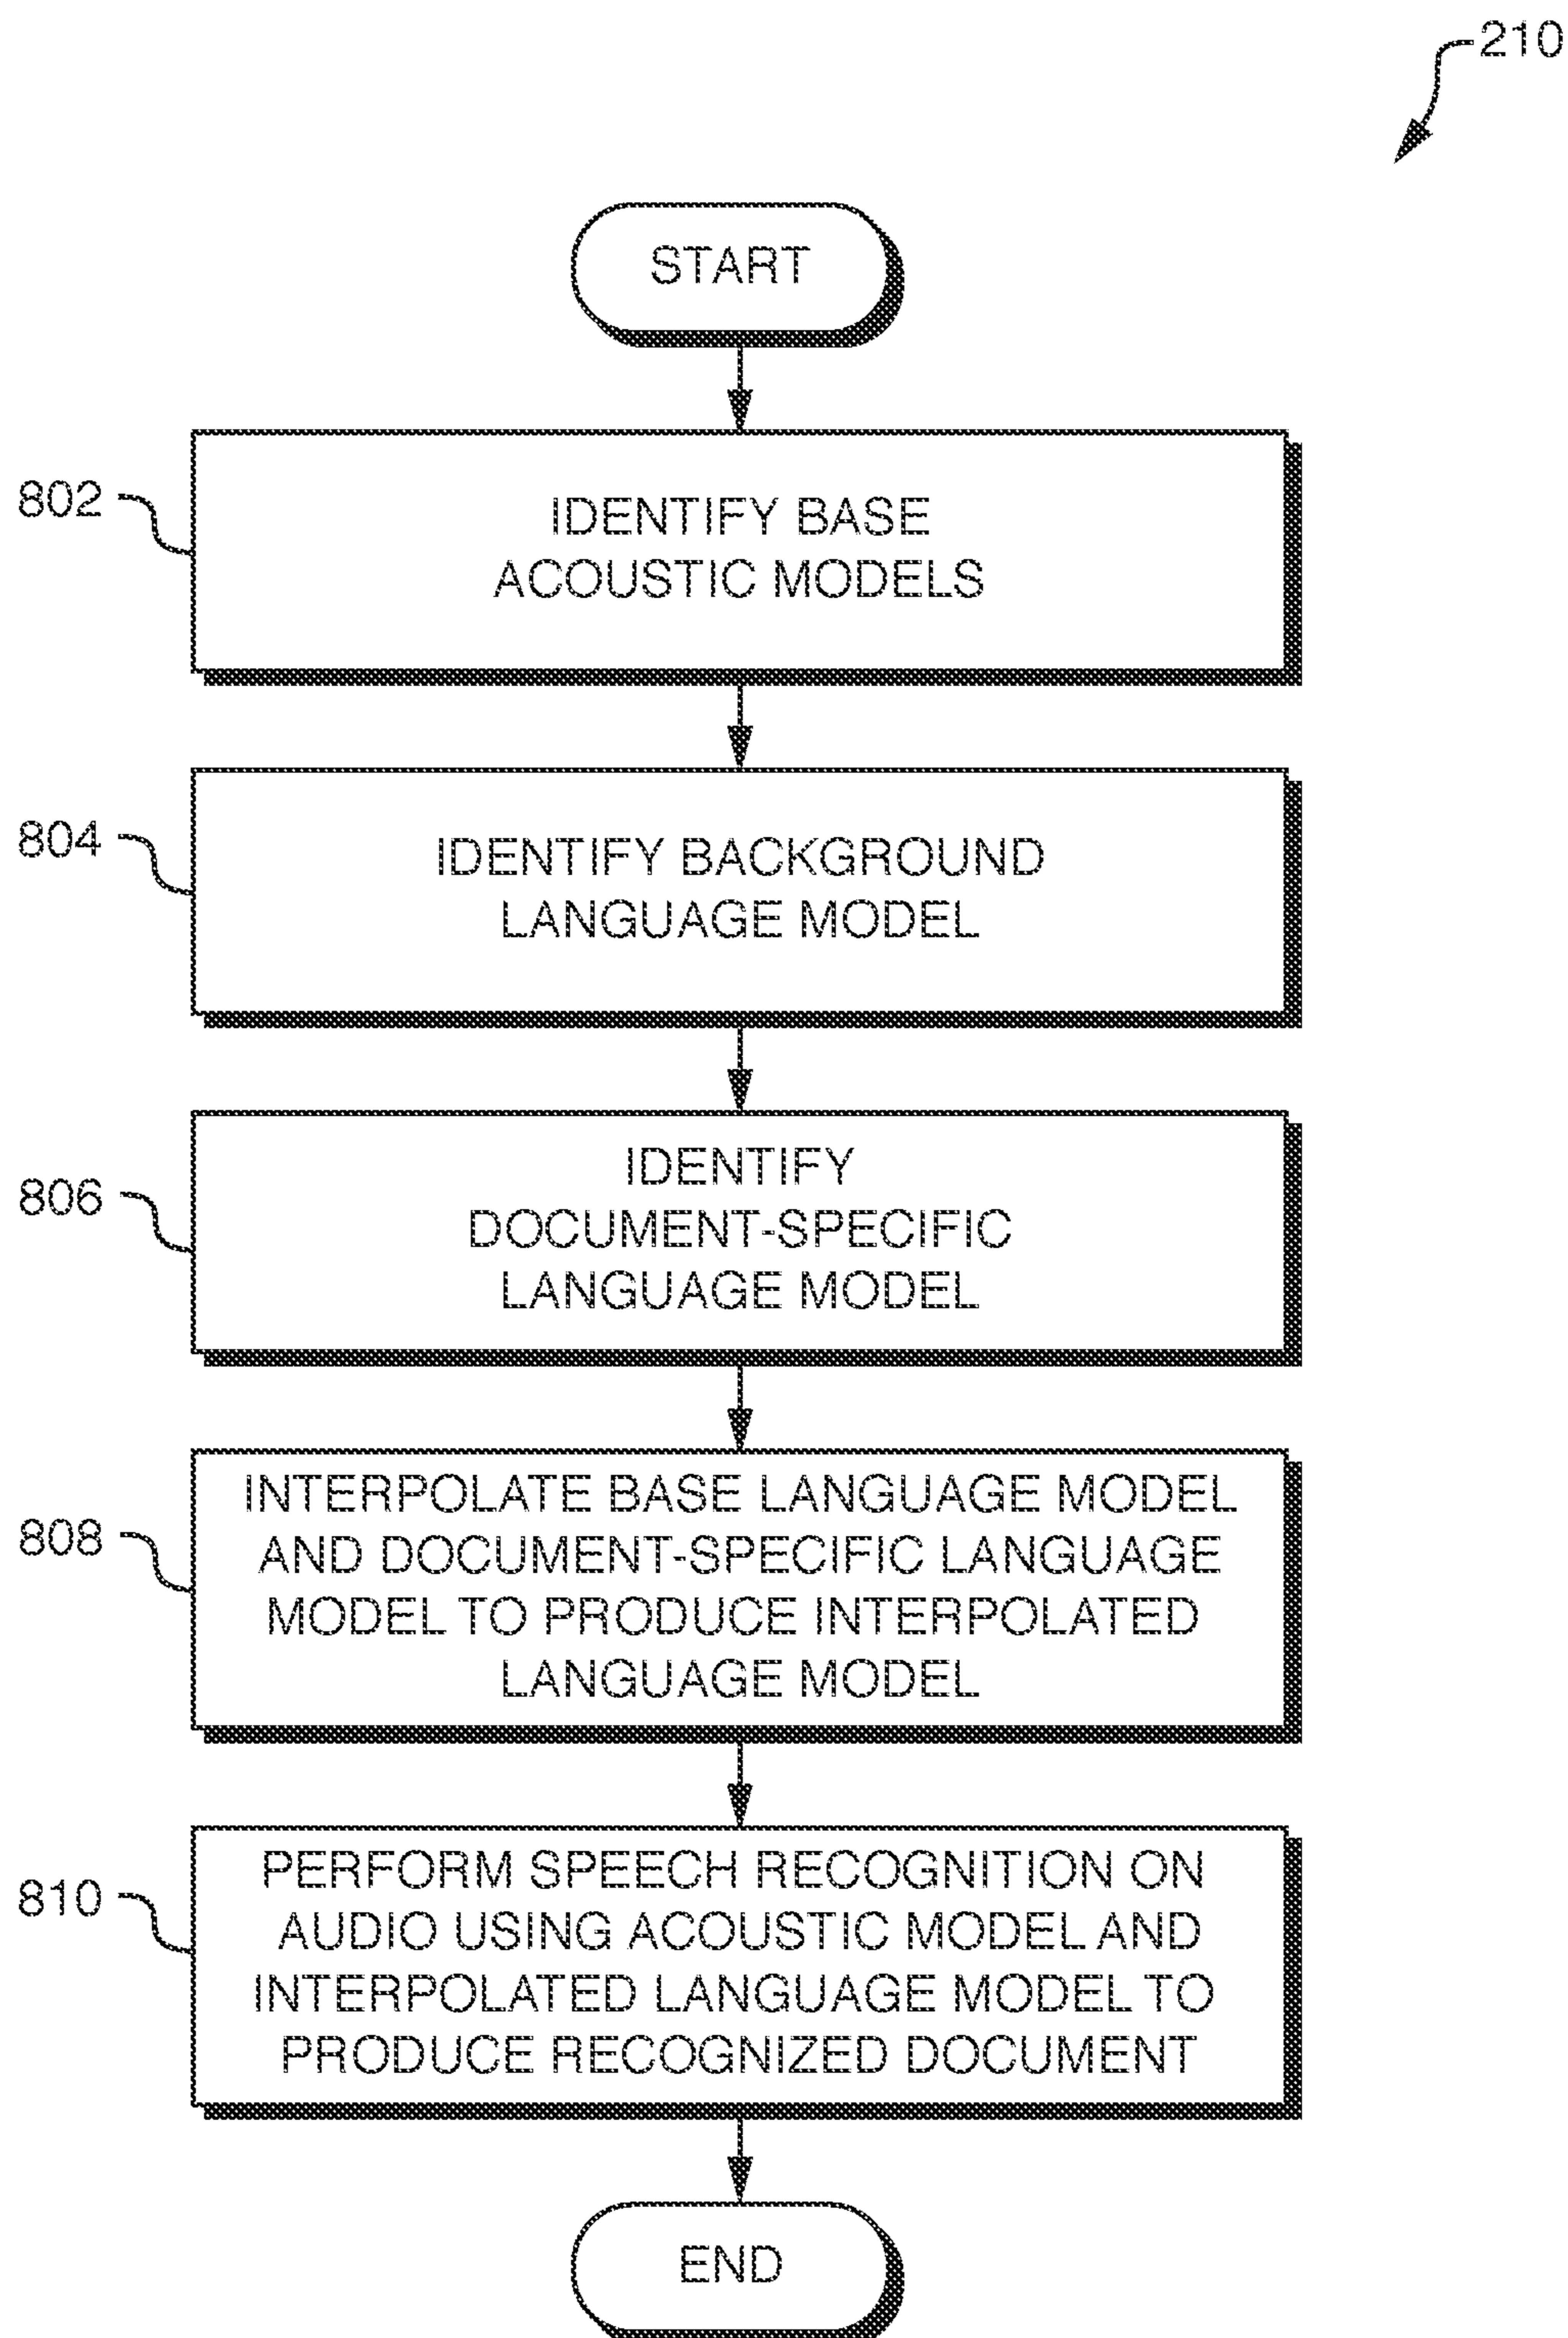 210
START
802
IDENTIFY BASE
ACOUSTIC MODELS
804
IDENTIFY BACKGROUND
LANGUAGE MODEL
806
IDENTIFY
DOCUMENT-SPECIFIC
LANGUAGE MODEL
808
INTERPOLATE BASE LANGUAGE MODEL
AND DOCUMENT-SPECIFIC LANGUAGE
MODEL TO PRODUCE INTERPOLATED
LANGUAGE MODEL
810
PERFORM SPEECH RECOGNITION ON
AUDIO USING ACOUSTIC MODEL AND
INTERPOLATED LANGUAGE MODEL TO
PRODUCE RECOGNIZED DOCUMENT
END